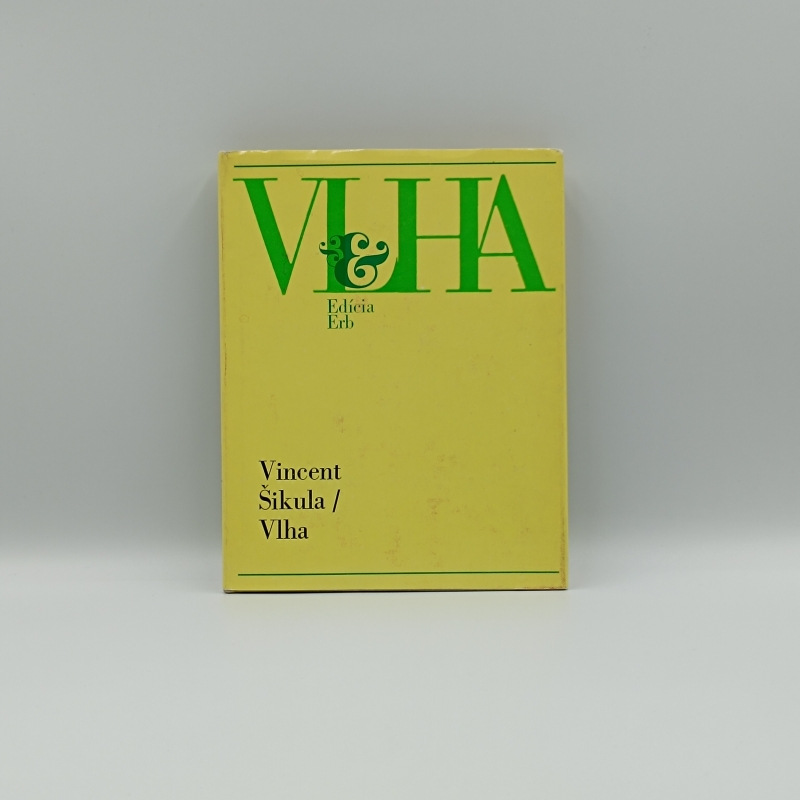 VLHA
&
Edícia
Erb
Vincent
Šikula /
Vlha